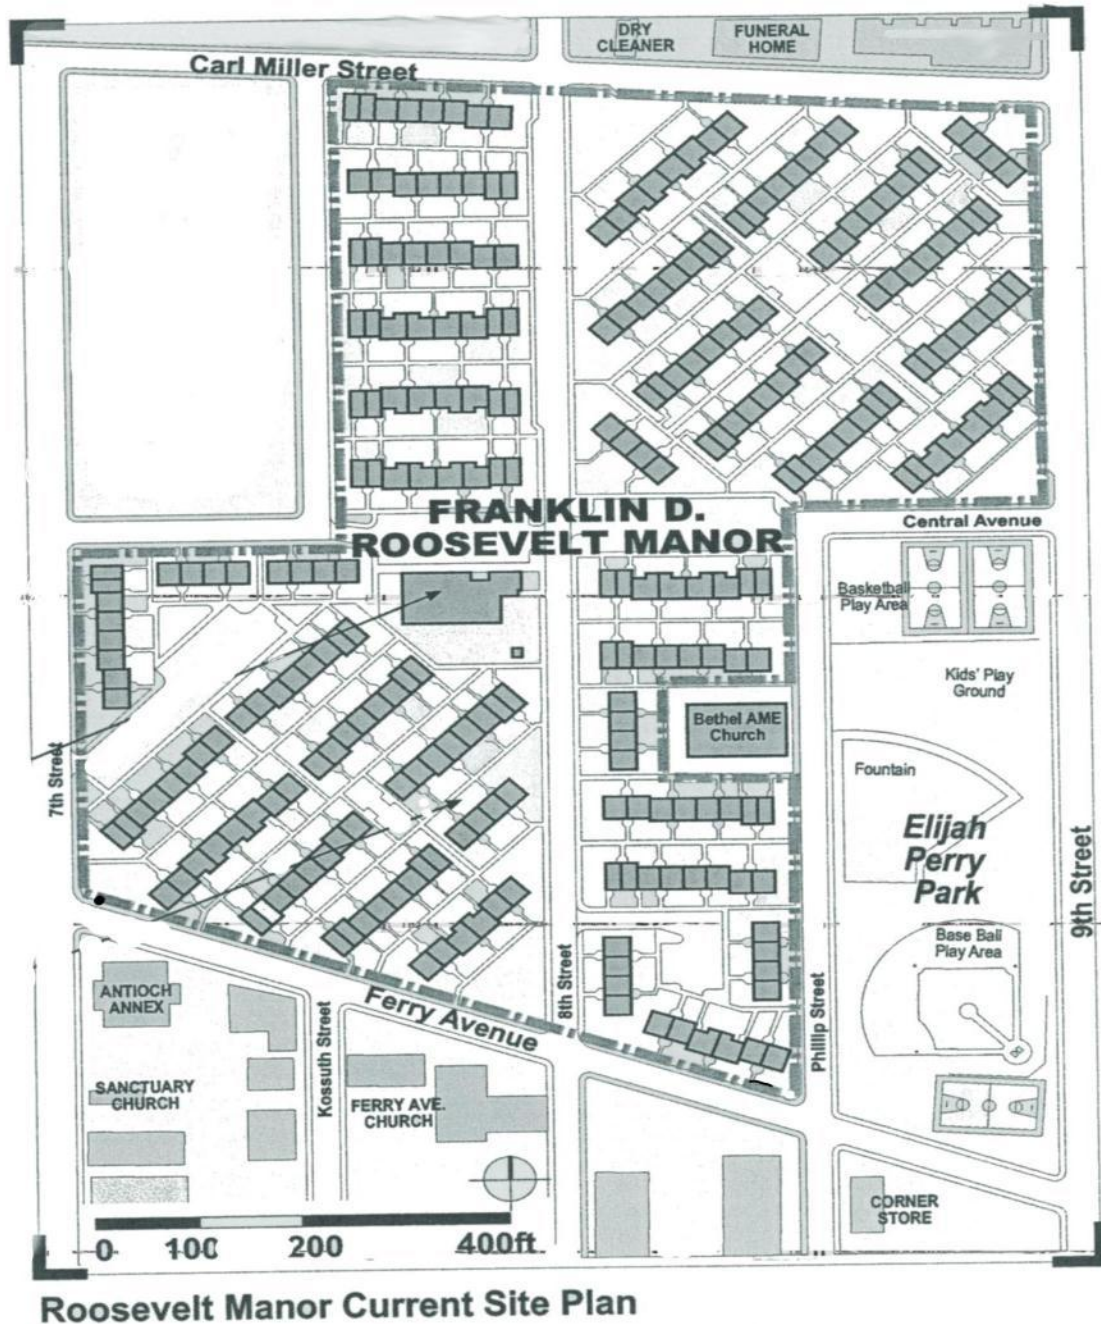 DRY
CLEANER
FUNERAL
HOME
Carl Miller Street
FRANKLIN D.
ROOSEVELT MANOR
Central Avenue
Basketball
Play Area
Kids' Play
Ground
Bethel AME
Church
7th Street
Fountain
Elijah
Perry
Park
9th Street
Base Ball
Play Area
8th Street
Phillip Street
ANTIOCH
ANNEX
Ferry Avenue
Kossuth Street
SANCTUARY
CHURCH
FERRY AVE.
CHURCH
CORNER
STORE
0 100 200 400ft
Roosevelt Manor Current Site Plan